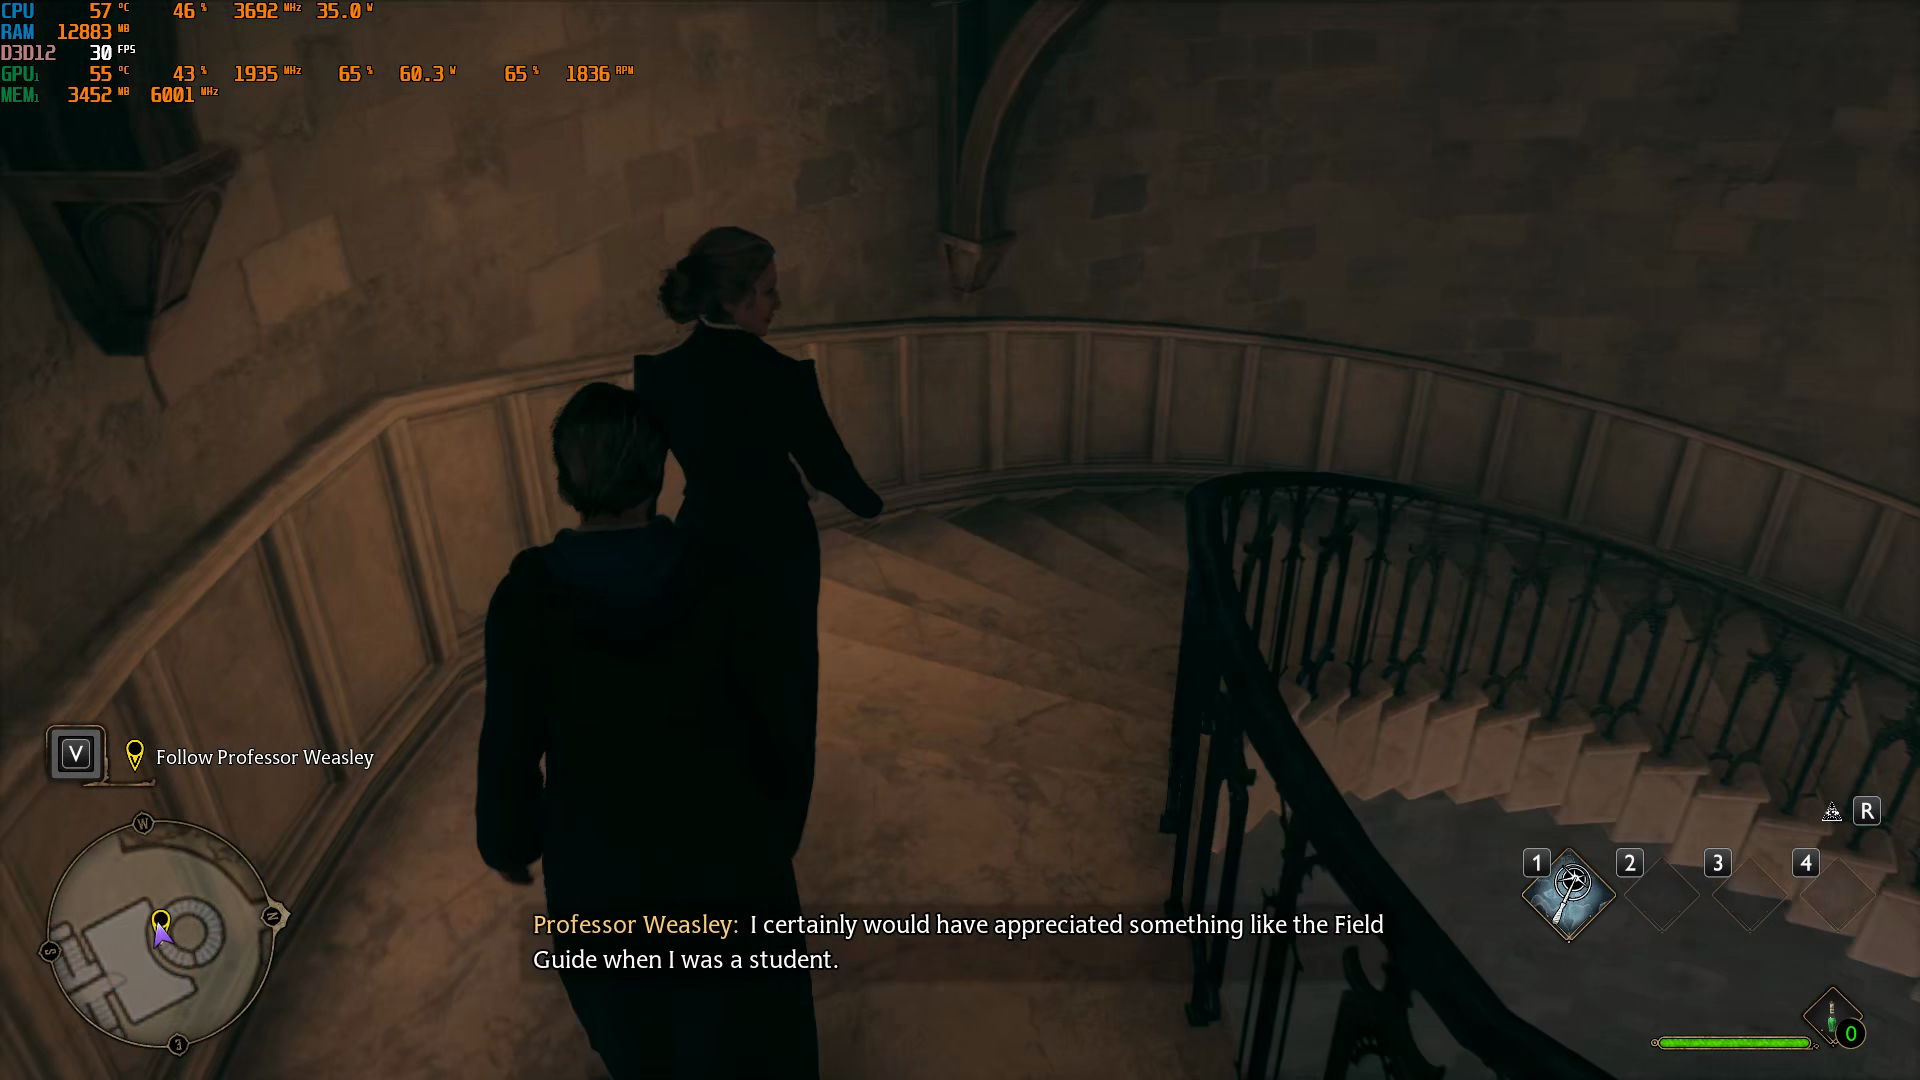 CPU 57 °C 46 % 3692 MHz 35.0 W
RAM 12883 MB
D3D12 30 FPS
GPU1 55 °C 43 % 1935 MHz 65 % 60.3 W 65 % 1836 RPM
MEM1 3452 MB 6001 MHz
V Follow Professor Weasley
W
N
S
E
R
1 2 3 4
Professor Weasley: I certainly would have appreciated something like the Field
Guide when I was a student.
0